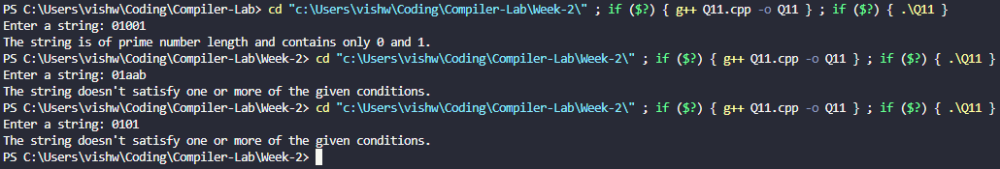 PS C:\Users\vishw\Coding\Compiler-Lab> cd "c:\Users\vishw\Coding\Compiler-Lab\Week-2\" ; if ($?) { g++ Q11.cpp -o Q11 } ; if ($?) { .\Q11 }
Enter a string: 01001
The string is of prime number length and contains only 0 and 1.
PS C:\Users\vishw\Coding\Compiler-Lab\Week-2> cd "c:\Users\vishw\Coding\Compiler-Lab\Week-2\" ; if ($?) { g++ Q11.cpp -o Q11 } ; if ($?) { .\Q11 }
Enter a string: 01aab
The string doesn't satisfy one or more of the given conditions.
PS C:\Users\vishw\Coding\Compiler-Lab\Week-2> cd "c:\Users\vishw\Coding\Compiler-Lab\Week-2\" ; if ($?) { g++ Q11.cpp -o Q11 } ; if ($?) { .\Q11 }
Enter a string: 0101
The string doesn't satisfy one or more of the given conditions.
PS C:\Users\vishw\Coding\Compiler-Lab\Week-2>